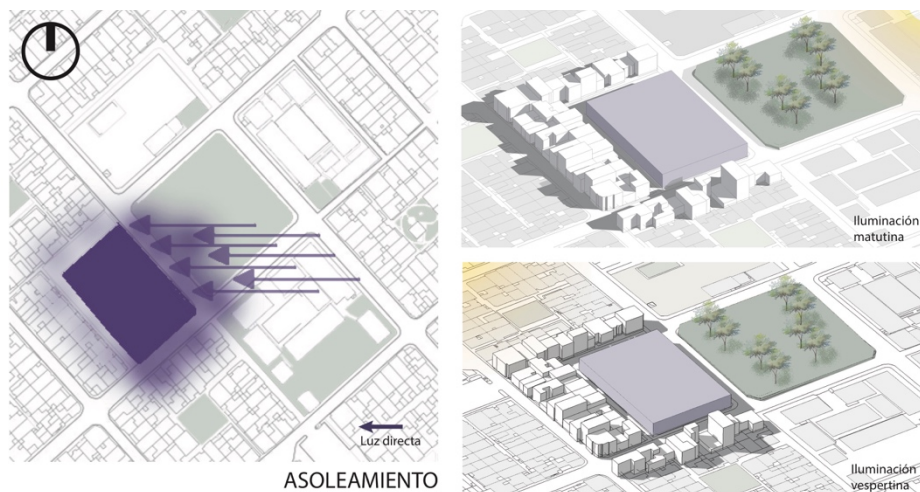 Luz directa
ASOLEAMIENTO
Iluminación
matutina
Iluminación
vespertina